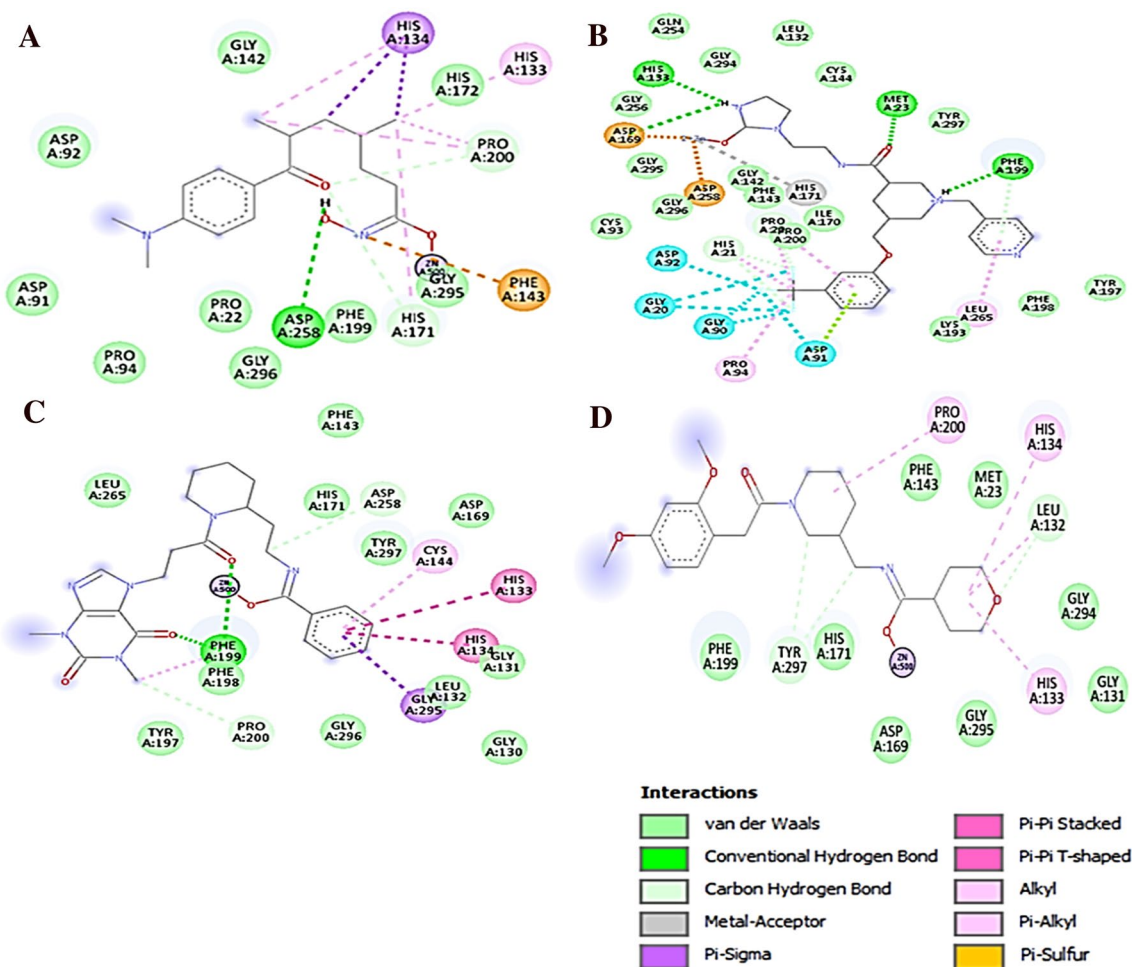 A
HIS
A:134
GLY
A:142
HIS
A:133
HIS
A:172
ASP
A:92
PRO
A:200
O
H
O
N
O
ZN
A:500
GLY
A:295
PHE
A:143
N
ASP
A:91
PRO
A:22
ASP
A:258
PHE
A:199
HIS
A:171
PRO
A:94
GLY
A:296
B
GLN
A:254
LEU
A:132
HIS
A:133
GLY
A:294
CYS
A:144
GLY
A:256
MET
A:23
TYR
A:297
ASP
A:169
PHE
A:199
GLY
A:295
ASP
A:258
GLY
A:142
PHE
A:143
HIS
A:171
GLY
A:296
CYS
A:93
PRO
PRO
A:200
ILE
A:170
HIS
A:21
ASP
A:92
GLY
A:20
GLY
A:90
ASP
A:91
PRO
A:94
LEU
A:265
LYS
A:193
PHE
A:198
TYR
A:197
C
PHE
A:143
LEU
A:265
HIS
A:171
ASP
A:258
ASP
A:169
TYR
A:297
CYS
A:144
ZN
A:500
HIS
A:133
HIS
A:134
GLY
A:131
PHE
A:199
PHE
A:198
LEU
A:132
GLY
A:295
TYR
A:197
PRO
A:200
GLY
A:296
GLY
A:130
D
PRO
A:200
HIS
A:134
PHE
A:143
MET
A:23
LEU
A:132
GLY
A:294
PHE
A:199
TYR
A:297
HIS
A:171
ZN
A:500
HIS
A:133
GLY
A:131
ASP
A:169
GLY
A:295
Interactions
van der Waals
Conventional Hydrogen Bond
Carbon Hydrogen Bond
Metal-Acceptor
Pi-Sigma
Pi-Pi Stacked
Pi-Pi T-shaped
Alkyl
Pi-Alkyl
Pi-Sulfur